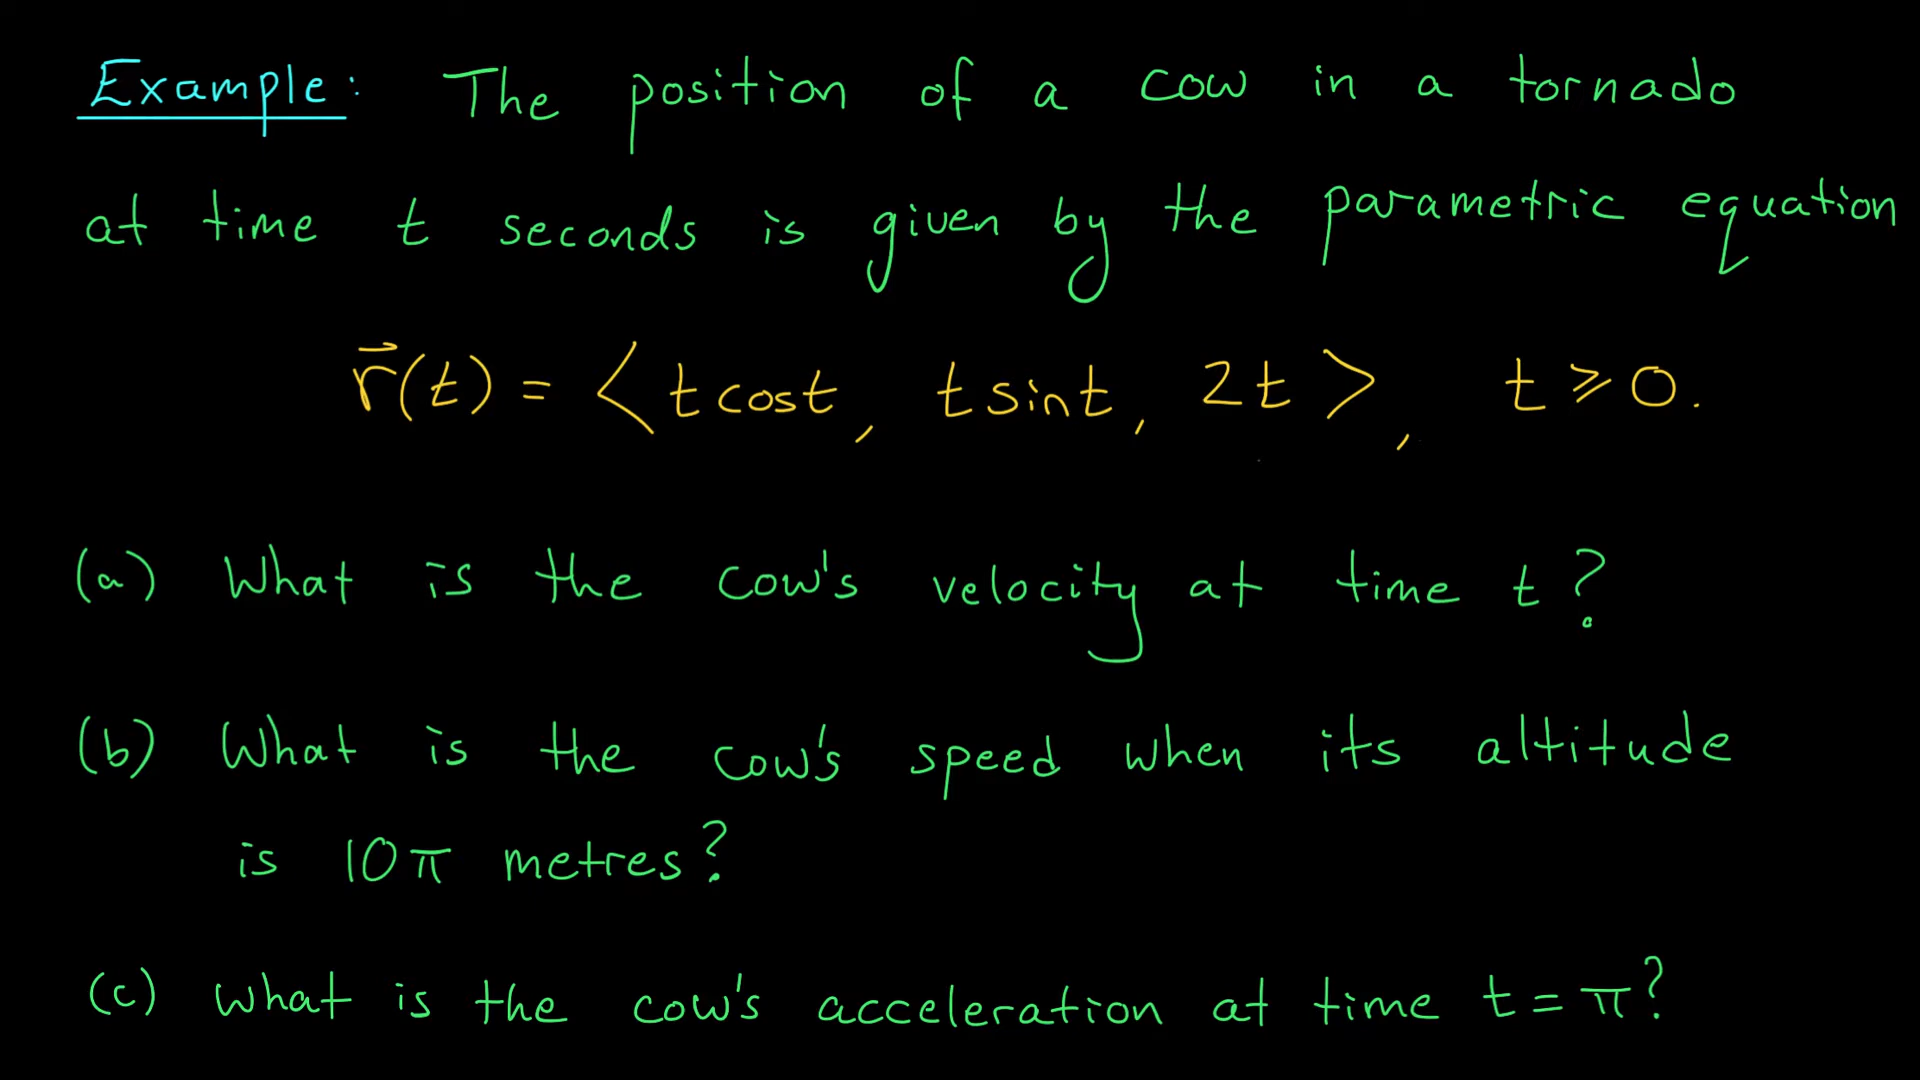 Example: The position of a cow in a tornado
at time t seconds is given by the parametric equation
r⃗(t) = ⟨t cos t, t sin t, 2t⟩, t ⩾ 0.
(a) What is the cow's velocity at time t?
(b) What is the cow's speed when its altitude
is 10π metres?
(c) What is the cow's acceleration at time t = π?